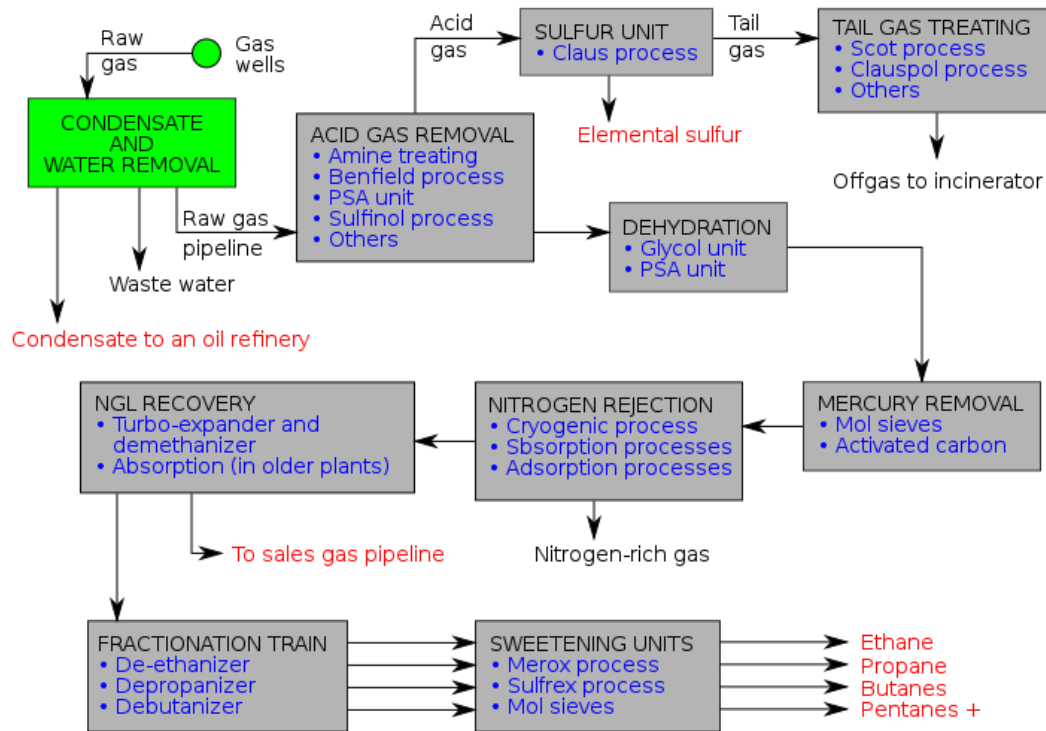 Raw
gas
Gas
wells
CONDENSATE
AND
WATER REMOVAL
Raw gas
pipeline
Waste water
Condensate to an oil refinery
ACID GAS REMOVAL
• Amine treating
• Benfield process
• PSA unit
• Sulfinol process
• Others
Acid
gas
SULFUR UNIT
• Claus process
Elemental sulfur
Tail
gas
TAIL GAS TREATING
• Scot process
• Clauspol process
• Others
Offgas to incinerator
DEHYDRATION
• Glycol unit
• PSA unit
MERCURY REMOVAL
• Mol sieves
• Activated carbon
NITROGEN REJECTION
• Cryogenic process
• Sbsorption processes
• Adsorption processes
Nitrogen-rich gas
NGL RECOVERY
• Turbo-expander and
demethanizer
• Absorption (in older plants)
To sales gas pipeline
FRACTIONATION TRAIN
• De-ethanizer
• Depropanizer
• Debutanizer
SWEETENING UNITS
• Merox process
• Sulfrex process
• Mol sieves
Ethane
Propane
Butanes
Pentanes +